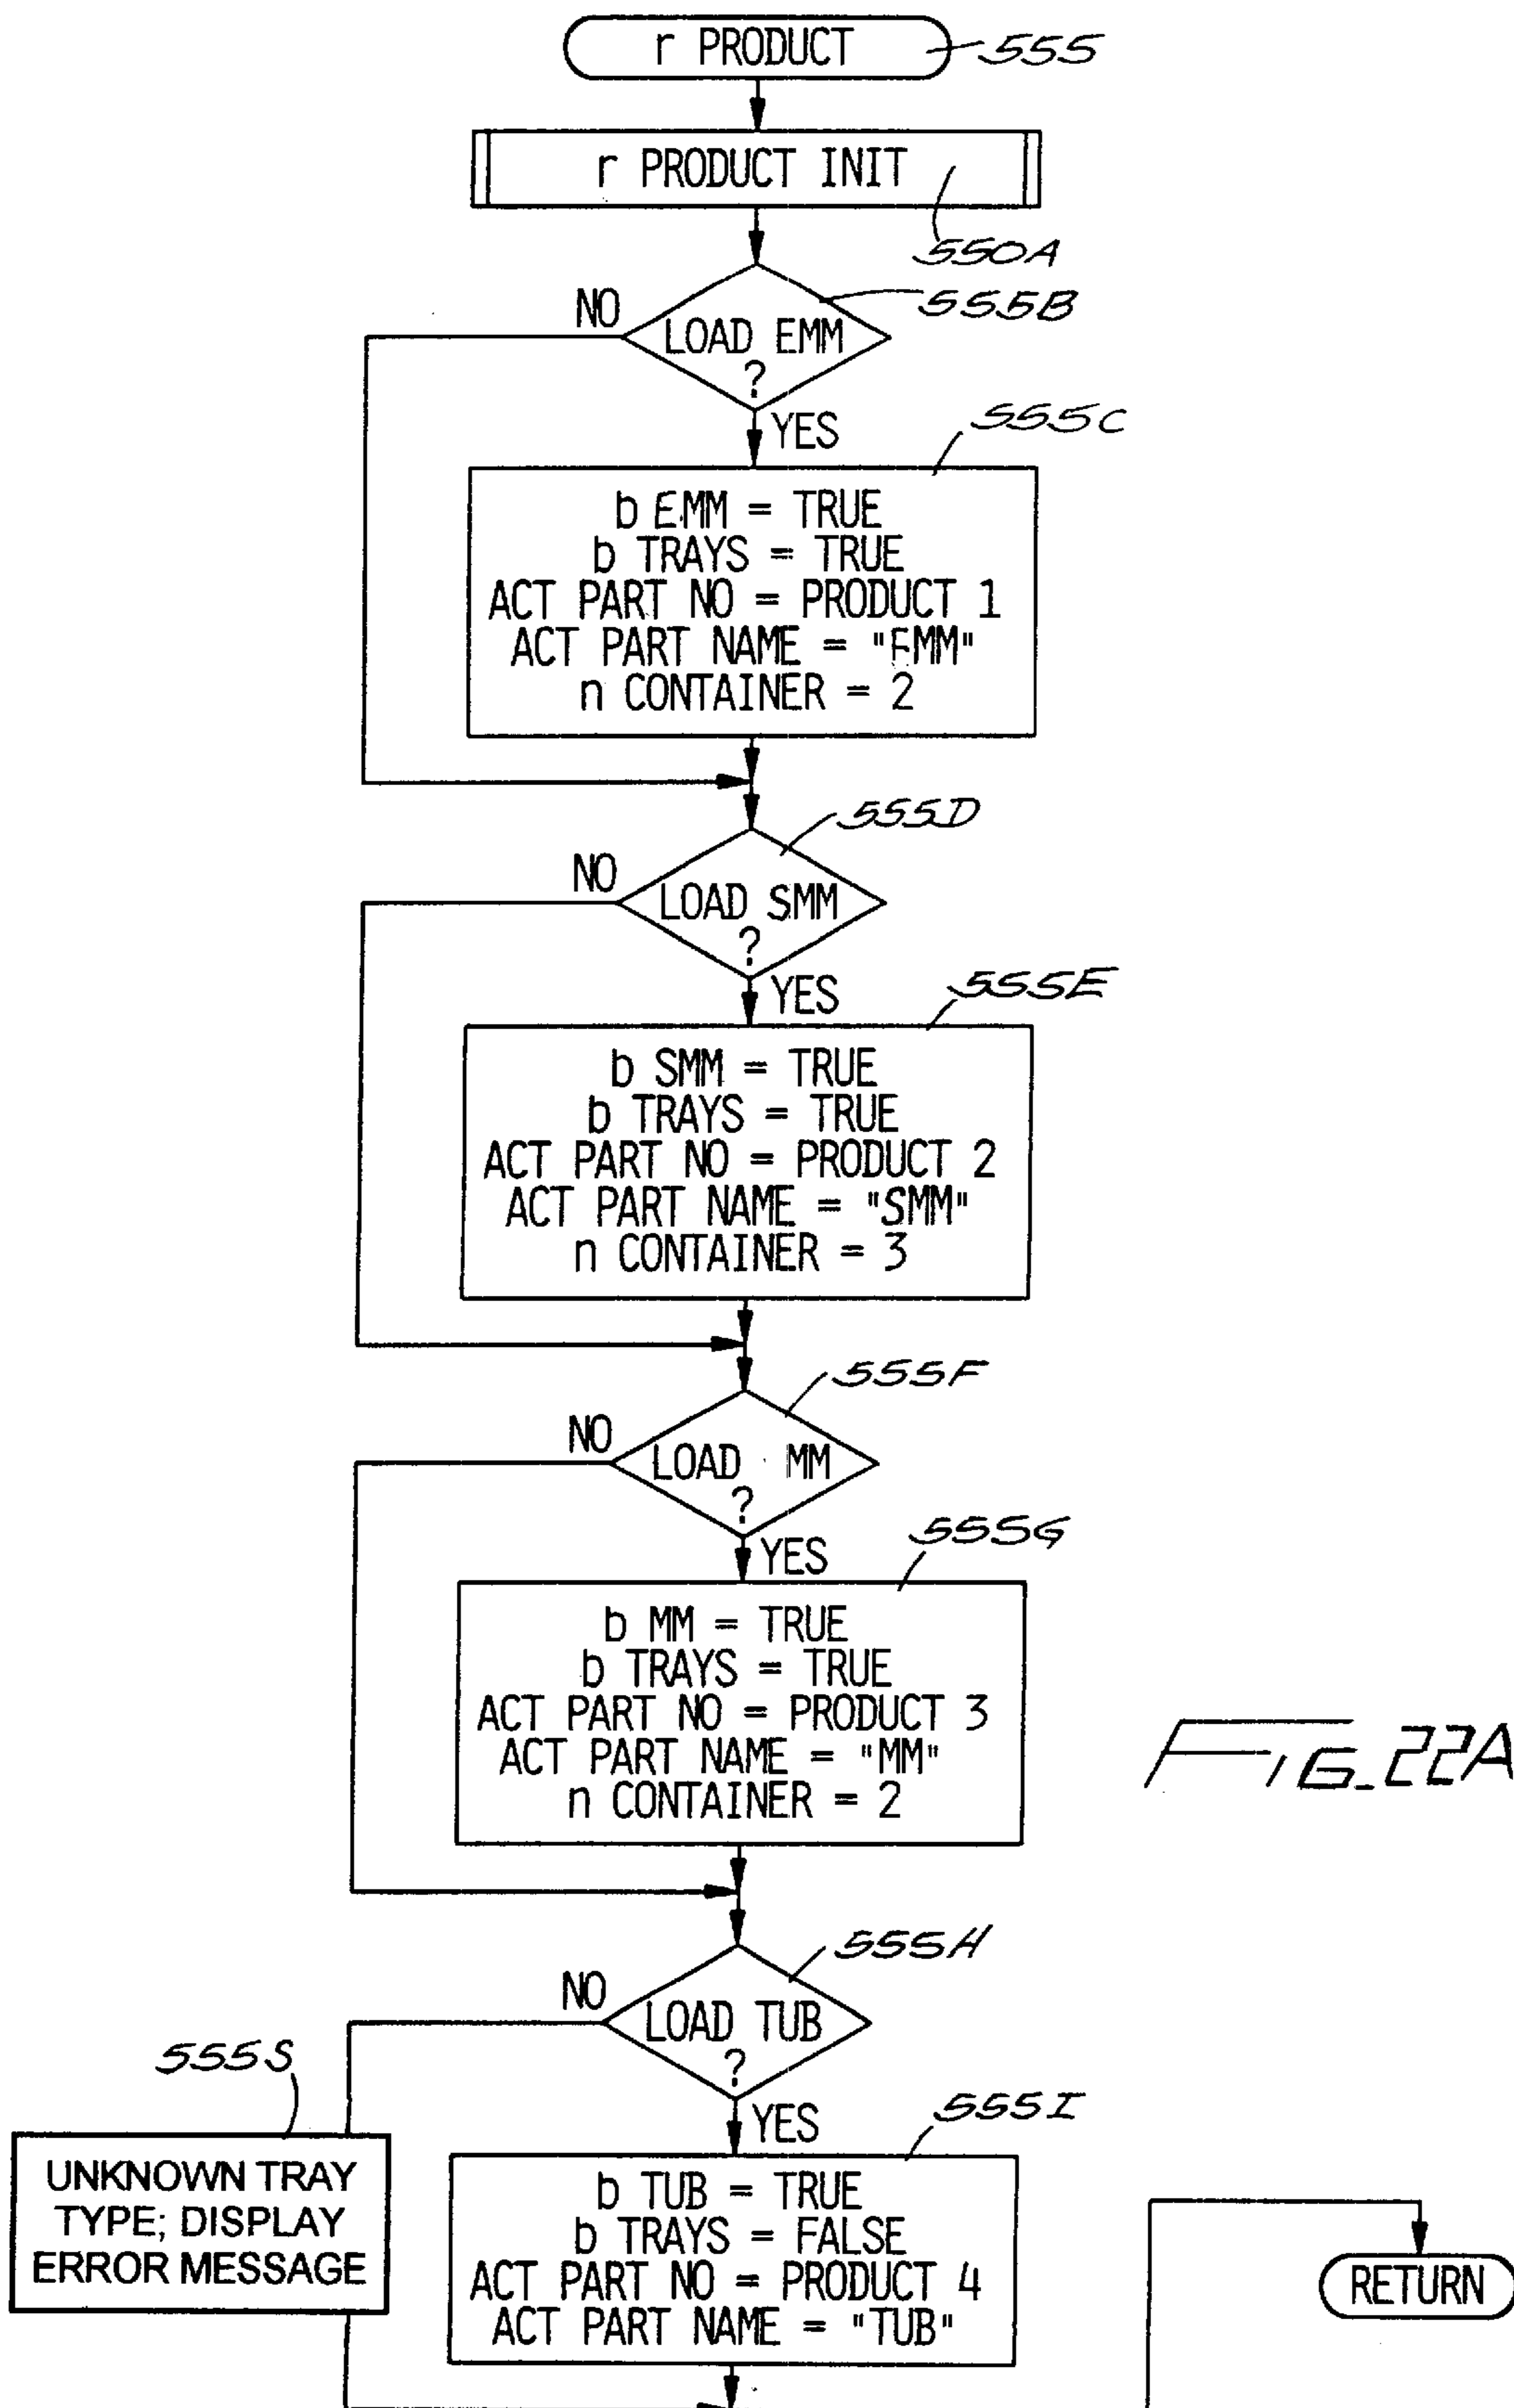 r PRODUCT
555
r PRODUCT INIT
550A
555B
NO
LOAD EMM
?
YES
555C
b EMM = TRUE
b TRAYS = TRUE
ACT PART NO = PRODUCT 1
ACT PART NAME = "EMM"
n CONTAINER = 2
555D
NO
LOAD SMM
?
YES
555E
b SMM = TRUE
b TRAYS = TRUE
ACT PART NO = PRODUCT 2
ACT PART NAME = "SMM"
n CONTAINER = 3
555F
NO
LOAD MM
?
YES
555G
b MM = TRUE
b TRAYS = TRUE
ACT PART NO = PRODUCT 3
ACT PART NAME = "MM"
n CONTAINER = 2
FIG. 22A
555H
NO
LOAD TUB
?
YES
555S
UNKNOWN TRAY
TYPE; DISPLAY
ERROR MESSAGE
555I
b TUB = TRUE
b TRAYS = FALSE
ACT PART NO = PRODUCT 4
ACT PART NAME = "TUB"
RETURN